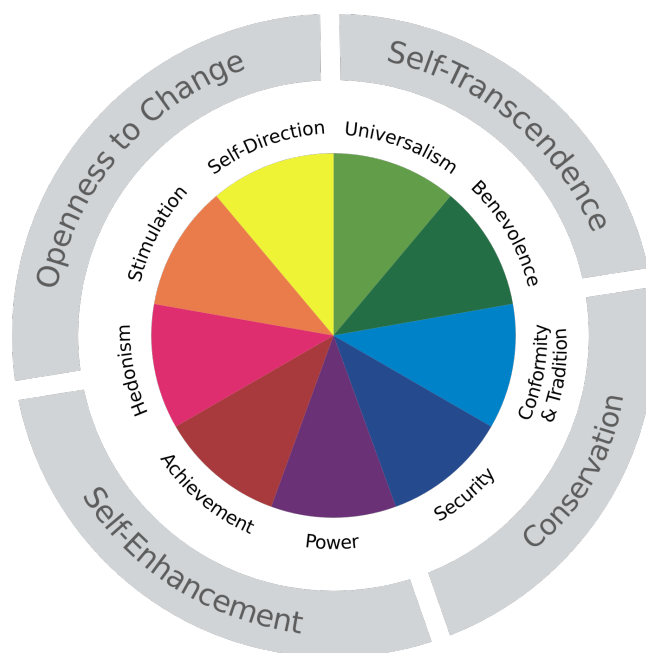 Openness to Change
Self-Transcendence
Conservation
Self-Enhancement
Self-Direction
Universalism
Benevolence
Conformity
& Tradition
Security
Power
Achievement
Hedonism
Stimulation